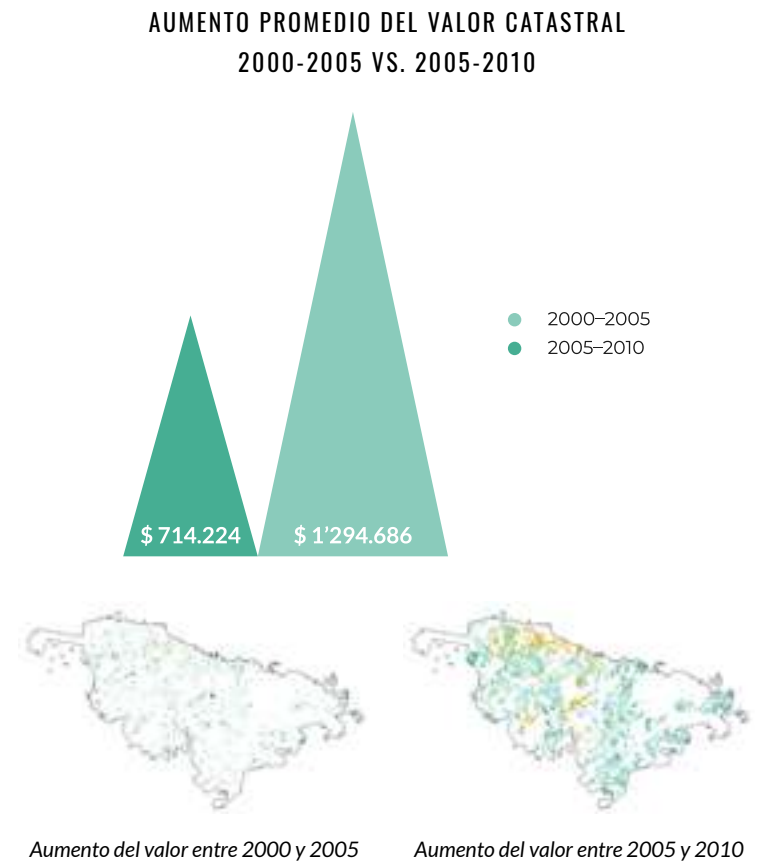 AUMENTO PROMEDIO DEL VALOR CATASTRAL
2000-2005 VS. 2005-2010
2000–2005
2005–2010
$ 714.224
$ 1’294.686
Aumento del valor entre 2000 y 2005
Aumento del valor entre 2005 y 2010